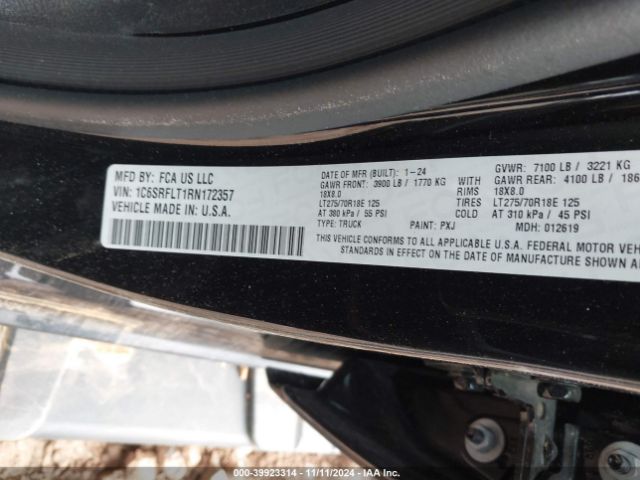 MFD BY: FCA US LLC
VIN: 1C6SRFLT1RN172357
VEHICLE MADE IN U.S.A.
DATE OF MFR (BUILT): 1-24 GVWR: 7100 LB / 3221 KG
GAWR FRONT: 3900 LB / 1770 KG WITH GAWR REAR: 4100 LB / 186
18X8.0 RIMS 18X8.0
LT275/70R18E 125 TIRES LT275/70R18E 125
AT 380 kPa / 55 PSI COLD AT 310 kPa / 45 PSI
TYPE: TRUCK PAINT: PXJ MDH: 012619
THIS VEHICLE CONFORMS TO ALL APPLICABLE U.S.A. FEDERAL MOTOR VEH
STANDARDS IN EFFECT ON THE DATE OF MANUFACTURE SHOWN A
000-39923314 - 11/11/2024 - IAA Inc.